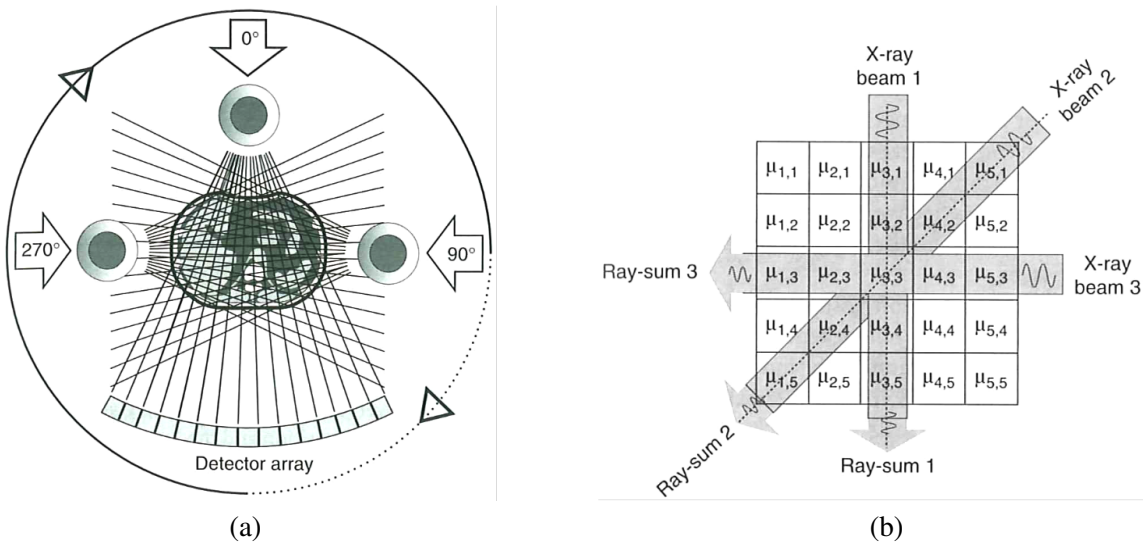 0°
270°
90°
Detector array
(a)
X-ray
beam 1
X-ray
beam 2
μ1,1 μ2,1 μ3,1 μ4,1 μ5,1
μ1,2 μ2,2 μ3,2 μ4,2 μ5,2
Ray-sum 3
μ1,3 μ2,3 μ3,3 μ4,3 μ5,3
X-ray
beam 3
μ1,4 μ2,4 μ3,4 μ4,4 μ5,4
μ1,5 μ2,5 μ3,5 μ4,5 μ5,5
Ray-sum 2
Ray-sum 1
(b)